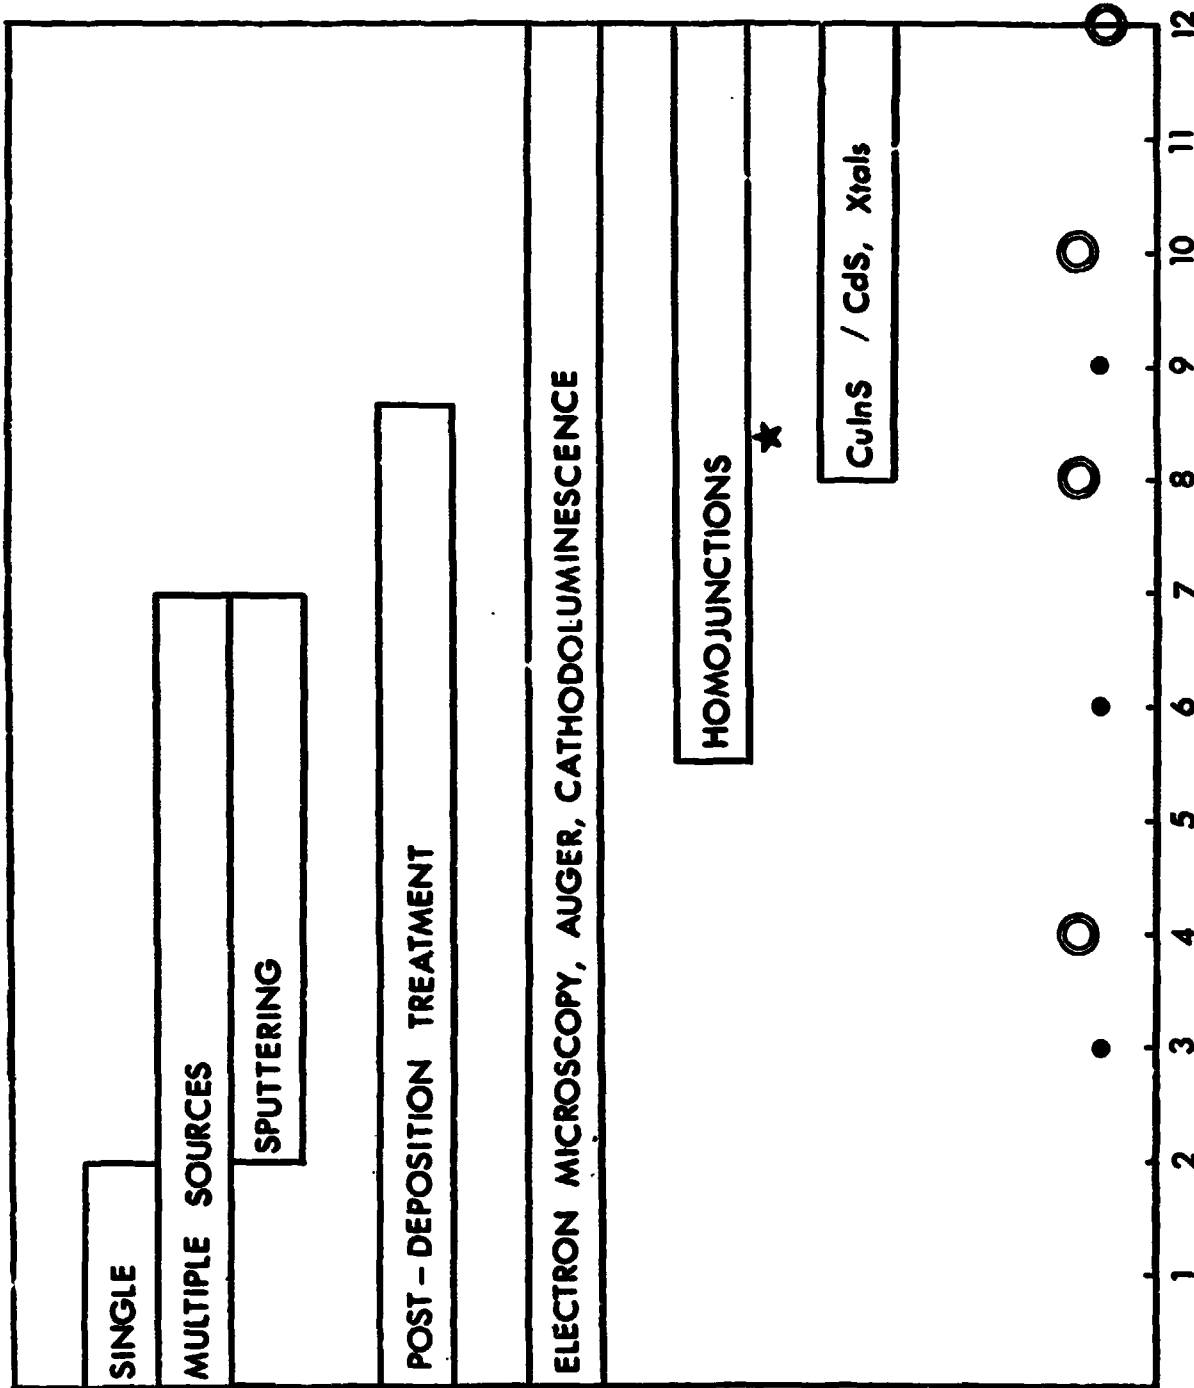 SINGLE
MULTIPLE SOURCES
SPUTTERING
POST - DEPOSITION TREATMENT
ELECTRON MICROSCOPY, AUGER, CATHODOLUMINESCENCE
HOMOJUNCTIONS
★
CuInS / CdS, Xtals
1 2 3 4 5 6 7 8 9 10 11 12